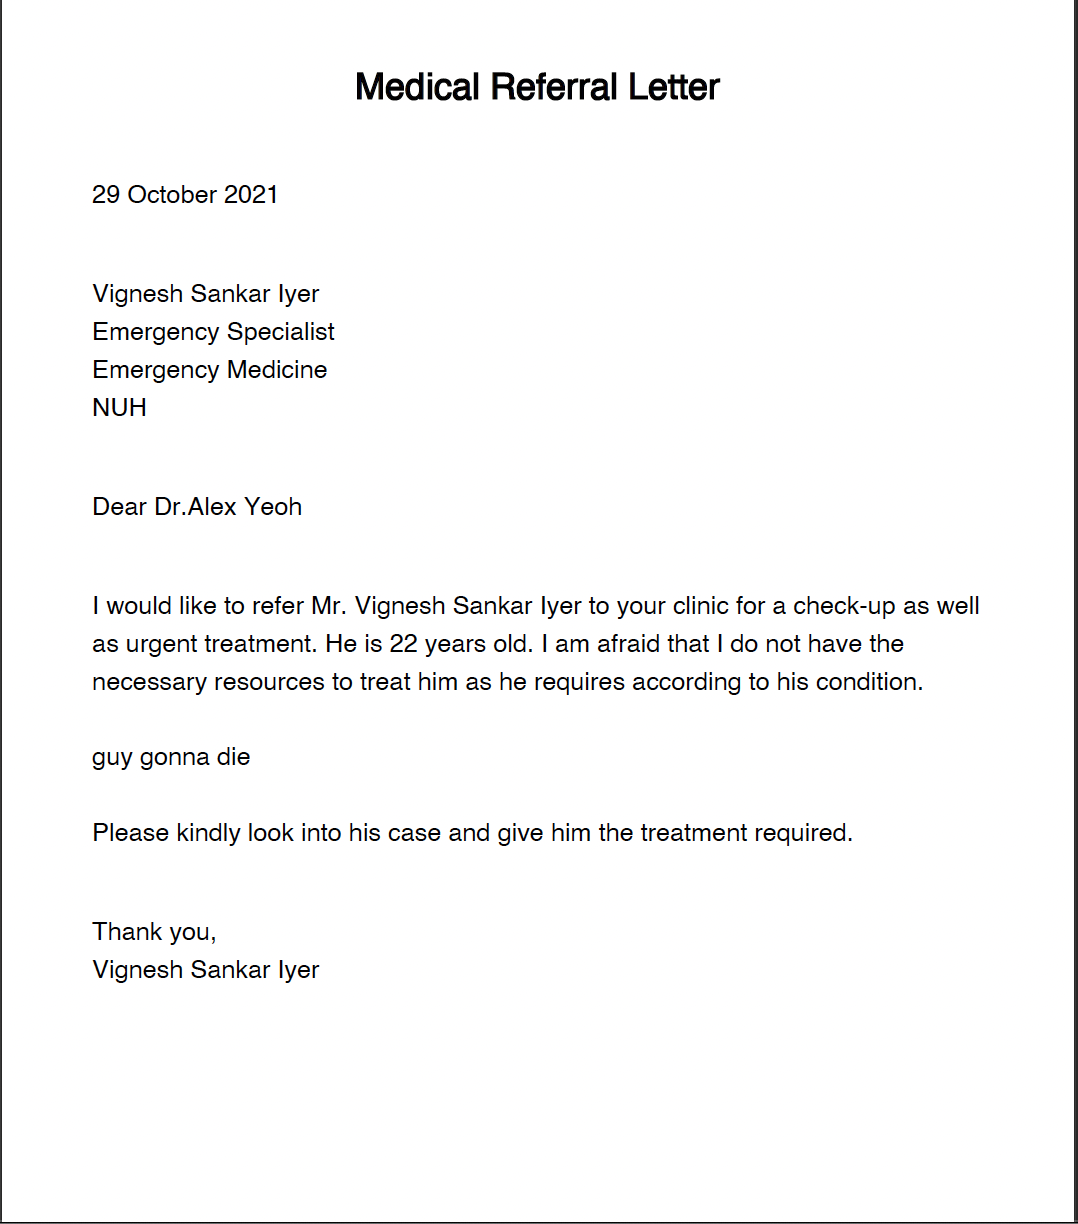 Medical Referral Letter
29 October 2021
Vignesh Sankar Iyer
Emergency Specialist
Emergency Medicine
NUH
Dear Dr.Alex Yeoh
I would like to refer Mr. Vignesh Sankar Iyer to your clinic for a check-up as well
as urgent treatment. He is 22 years old. I am afraid that I do not have the
necessary resources to treat him as he requires according to his condition.
guy gonna die
Please kindly look into his case and give him the treatment required.
Thank you,
Vignesh Sankar Iyer